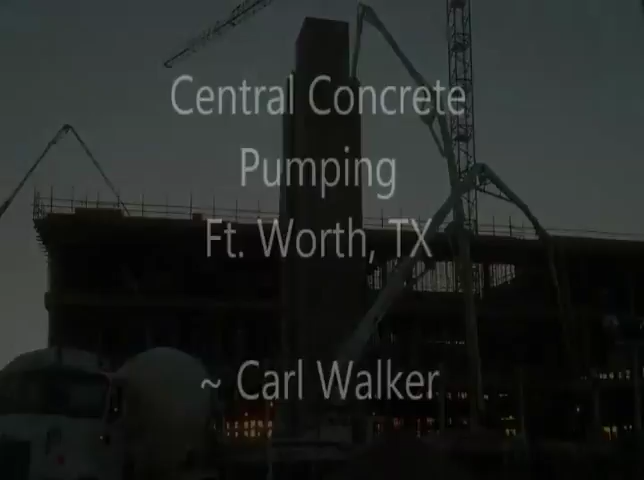 Central Concrete
Pumping
Ft. Worth, TX
~ Carl Walker